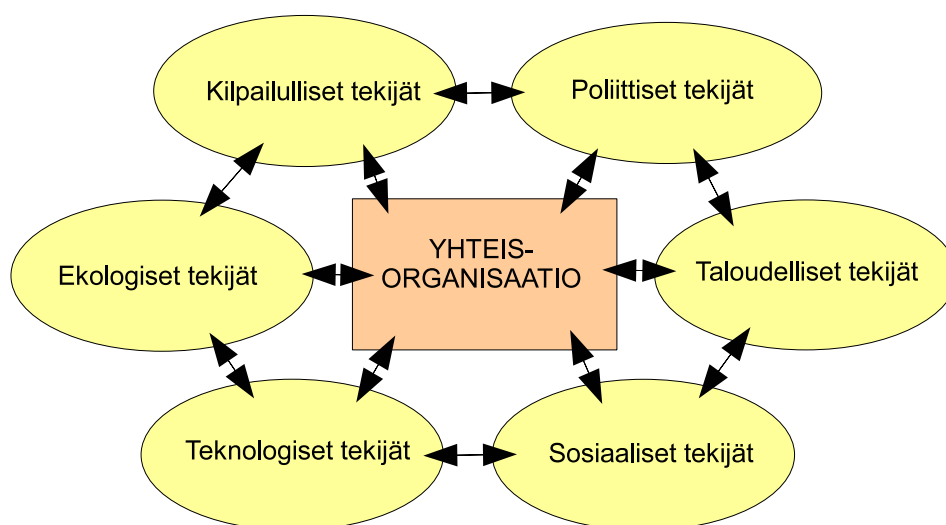 Kilpailulliset tekijät
Poliittiset tekijät
YHTEIS-
ORGANISAATIO
Ekologiset tekijät
Taloudelliset tekijät
Teknologiset tekijät
Sosiaaliset tekijät